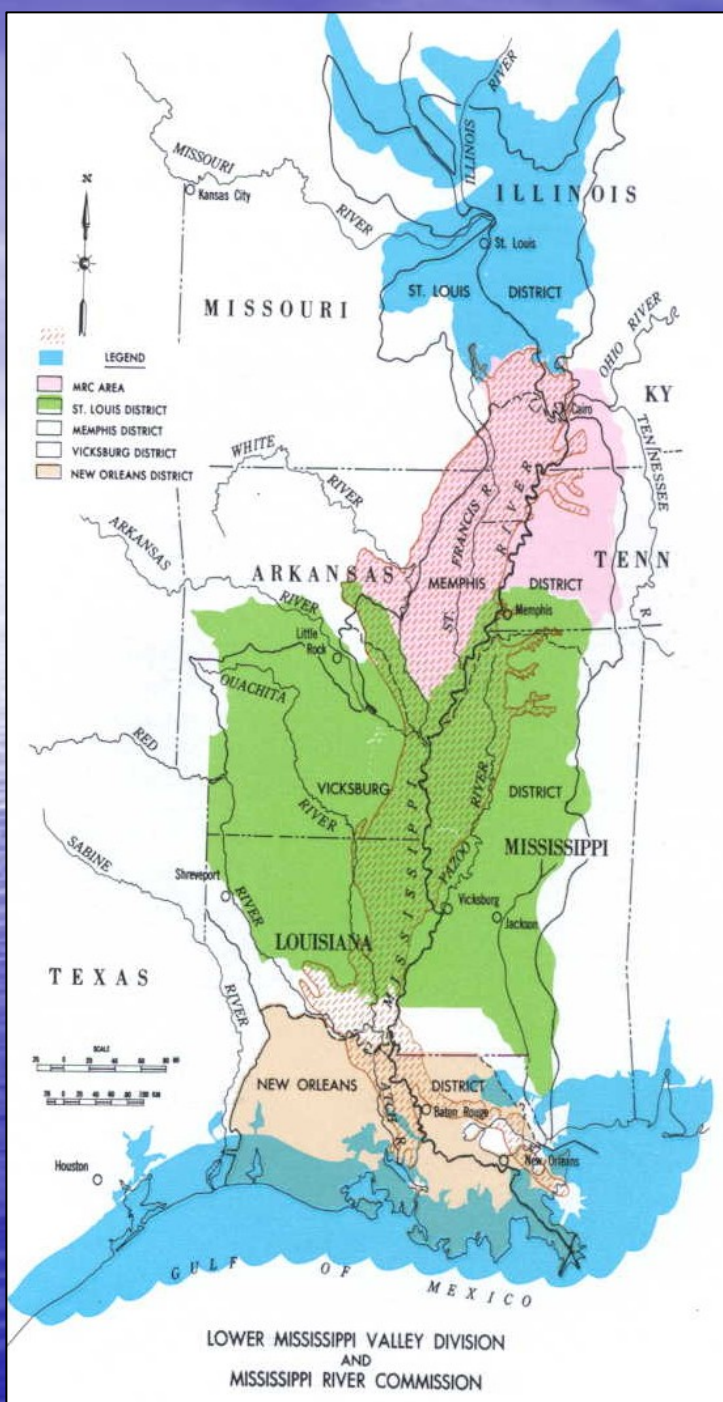 MISSOURI
RIVER
Kansas City
ILLINOIS
RIVER
ILLINOIS
St. Louis
ST. LOUIS DISTRICT
MISSOURI
OHIO RIVER
LEGEND
MRC AREA
ST. LOUIS DISTRICT
MEMPHIS DISTRICT
VICKSBURG DISTRICT
NEW ORLEANS DISTRICT
KY
Cairo
TENNESSEE
R
WHITE
RIVER
ARKANSAS
RIVER
ARKANSAS
ST. FRANCIS R
RIVER
MEMPHIS DISTRICT
TENN
Memphis
Little
Rock
OUACHITA
RIVER
RED
RIVER
VICKSBURG DISTRICT
MISSISSIPPI
YAZOO
RIVER
MISSISSIPPI
SABINE
RIVER
Shreveport
Vicksburg
Jackson
LOUISIANA
TEXAS
SCALE
NEW ORLEANS DISTRICT
ATCH R
Baton Rouge
New Orleans
Houston
GULF OF MEXICO
LOWER MISSISSIPPI VALLEY DIVISION
AND
MISSISSIPPI RIVER COMMISSION